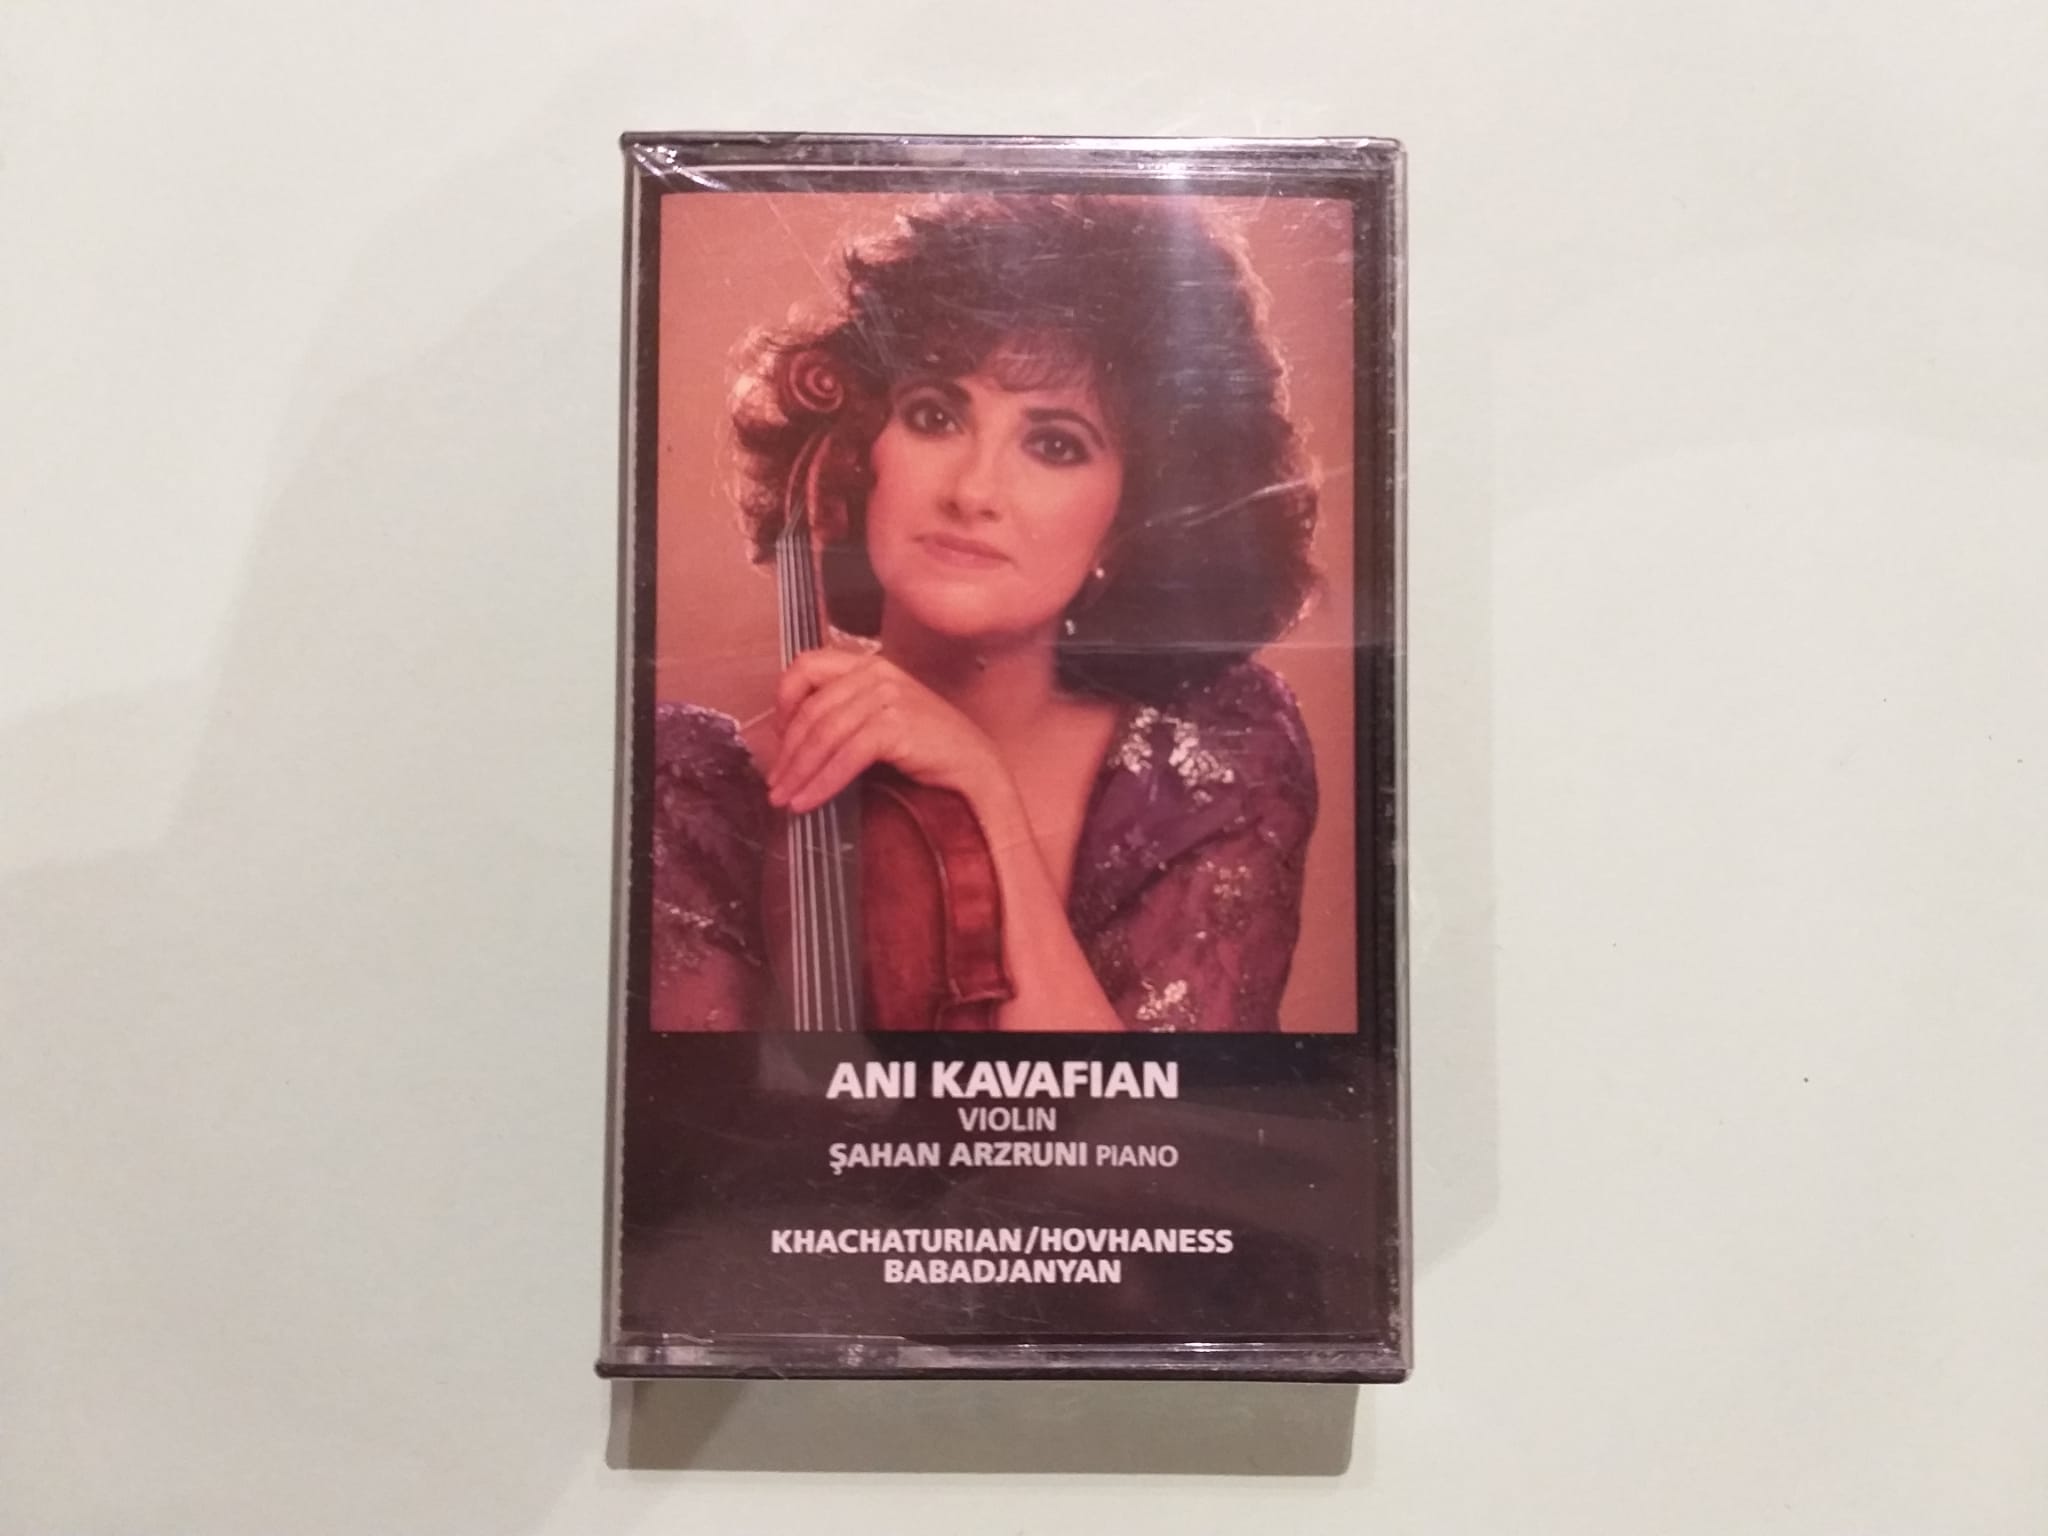 ANI KAVAFIAN
VIOLIN
ŞAHAN ARZRUNI PIANO
KHACHATURIAN/HOVHANESS
BABADJANYAN